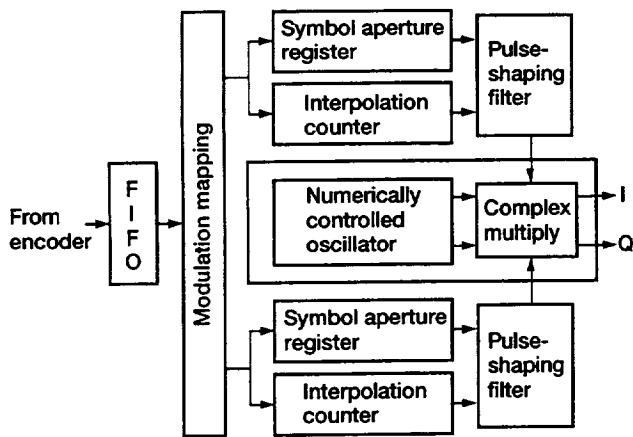 From
encoder
F
I
F
O
Modulation mapping
Symbol aperture
register
Interpolation
counter
Pulse-
shaping
filter
Numerically
controlled
oscillator
Complex
multiply
I
Q
Symbol aperture
register
Interpolation
counter
Pulse-
shaping
filter